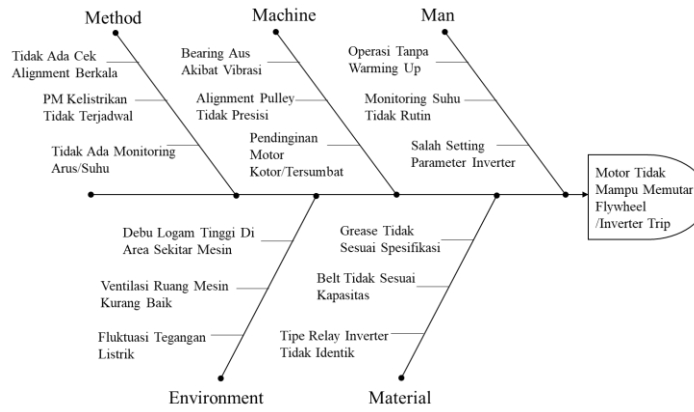 Method
Machine
Man
Tidak Ada Cek
Alignment Berkala
PM Kelistrikan
Tidak Terjadwal
Tidak Ada Monitoring
Arus/Suhu
Bearing Aus
Akibat Vibrasi
Alignment Pulley
Tidak Presisi
Pendinginan
Motor
Kotor/Tersumbat
Operasi Tanpa
Warming Up
Monitoring Suhu
Tidak Rutin
Salah Setting
Parameter Inverter
Motor Tidak
Mampu Memutar
Flywheel
/Inverter Trip
Debu Logam Tinggi Di
Area Sekitar Mesin
Ventilasi Ruang Mesin
Kurang Baik
Fluktuasi Tegangan
Listrik
Grease Tidak
Sesuai Spesifikasi
Belt Tidak Sesuai
Kapasitas
Tipe Relay Inverter
Tidak Identik
Environment
Material